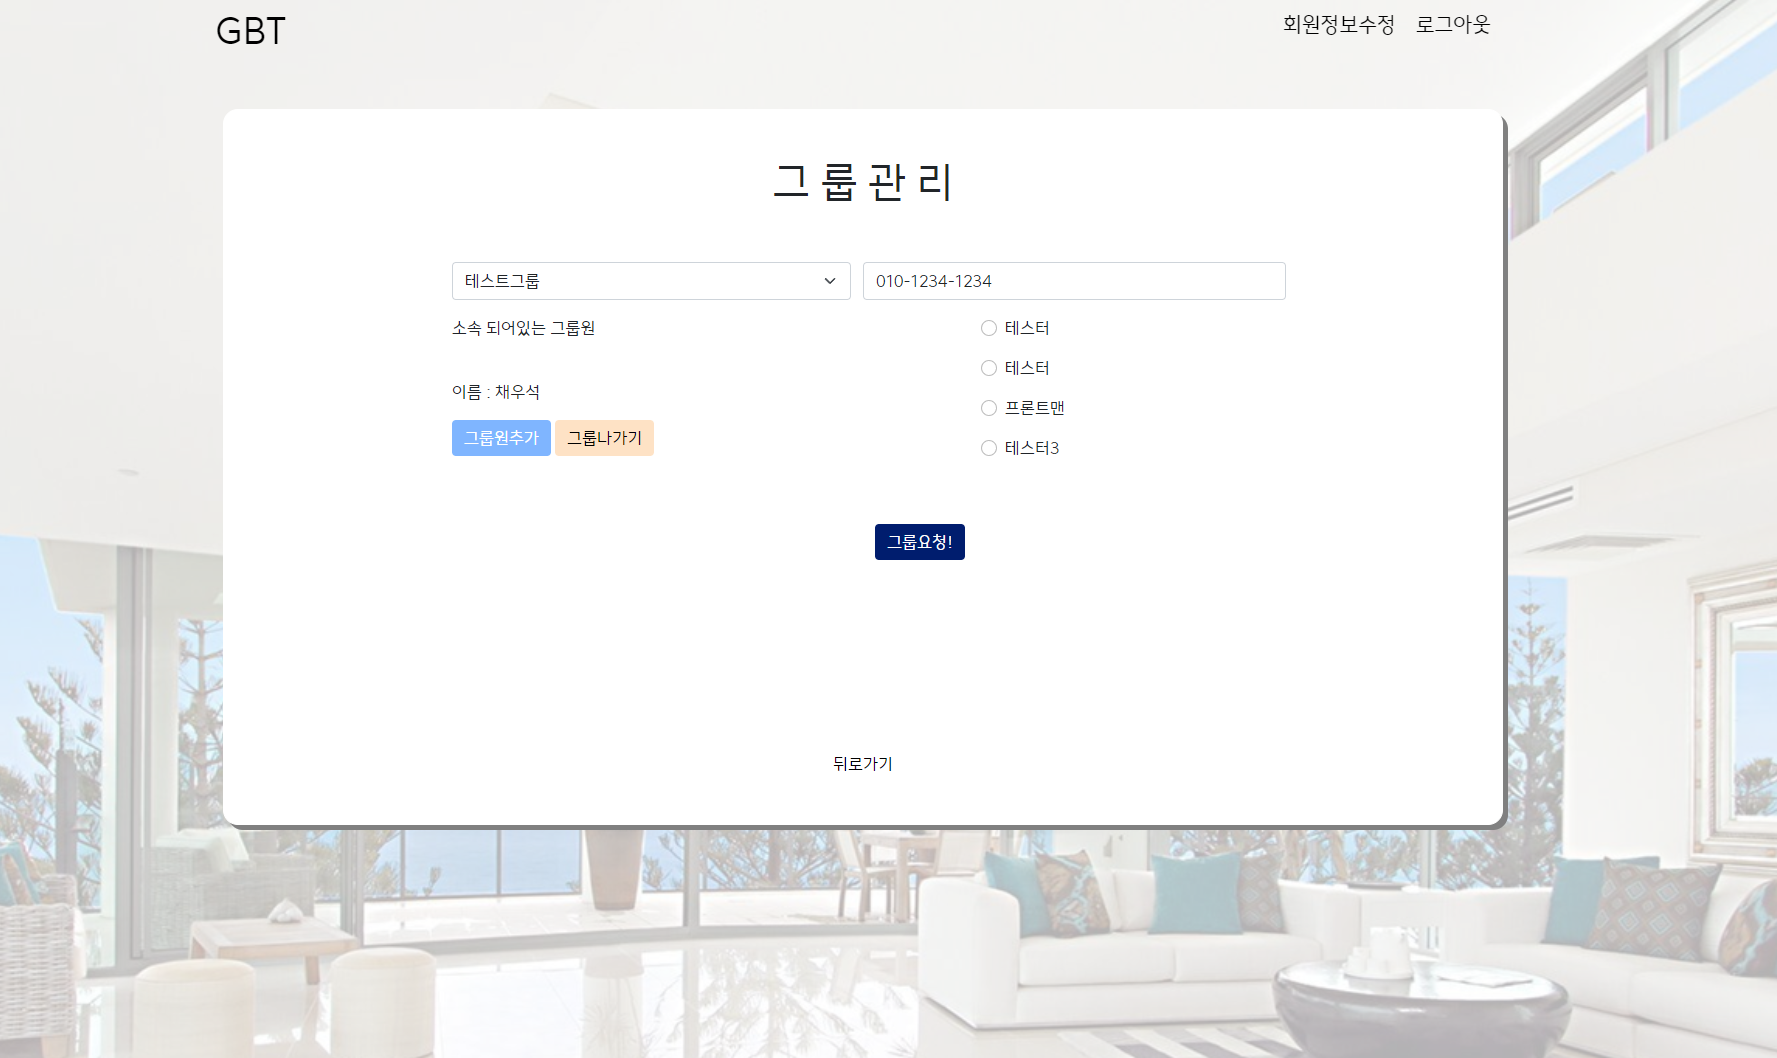 GBT
회원정보수정 로그아웃
그룹관리
테스트그룹
010-1234-1234
소속 되어있는 그룹원
이름 : 채우석
그룹원추가 그룹나가기
테스터
테스터
프론트맨
테스터3
그룹요청!
뒤로가기